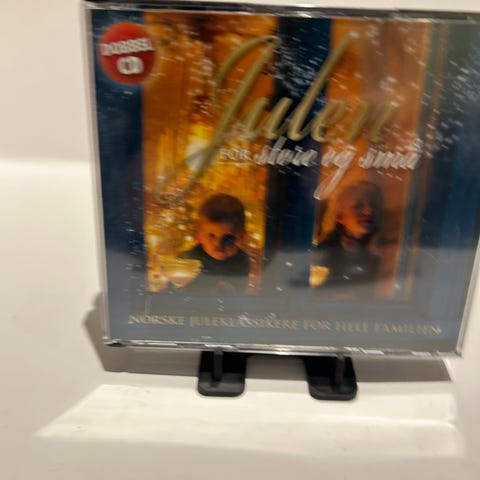 DOBBEL
CD
Julen
FOR store og små
NORSKE JULEKLASSIKERE FOR HELE FAMILIEN